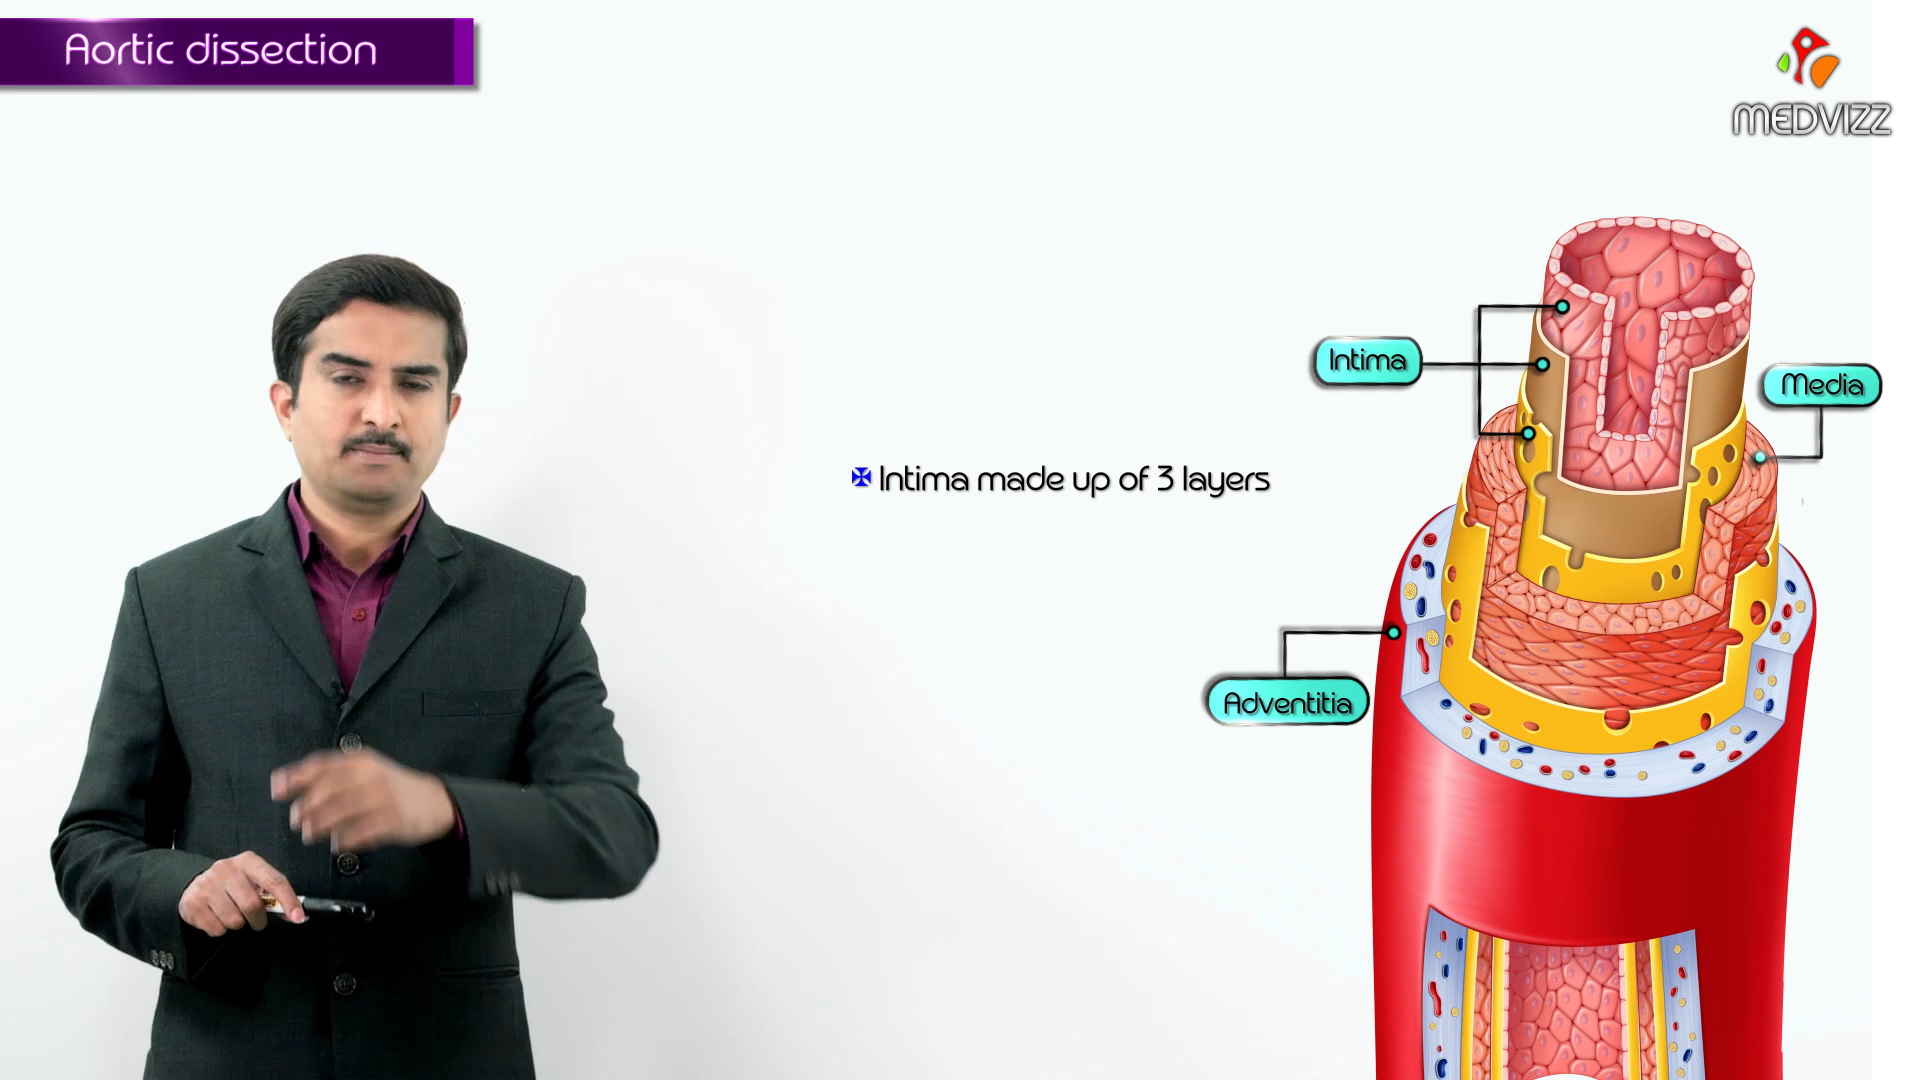 Aortic dissection
MEDVIZZ
Intima
Media
Intima made up of 3 layers
Adventitia